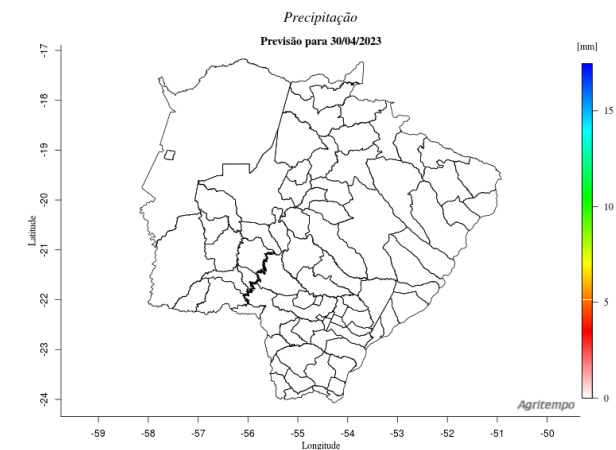 Precipitação
Previsão para 30/04/2023
[mm]
-17
-18
-19
-20
-21
-22
-23
-24
Latitude
15
10
5
0
Agritempo
-59 -58 -57 -56 -55 -54 -53 -52 -51 -50
Longitude